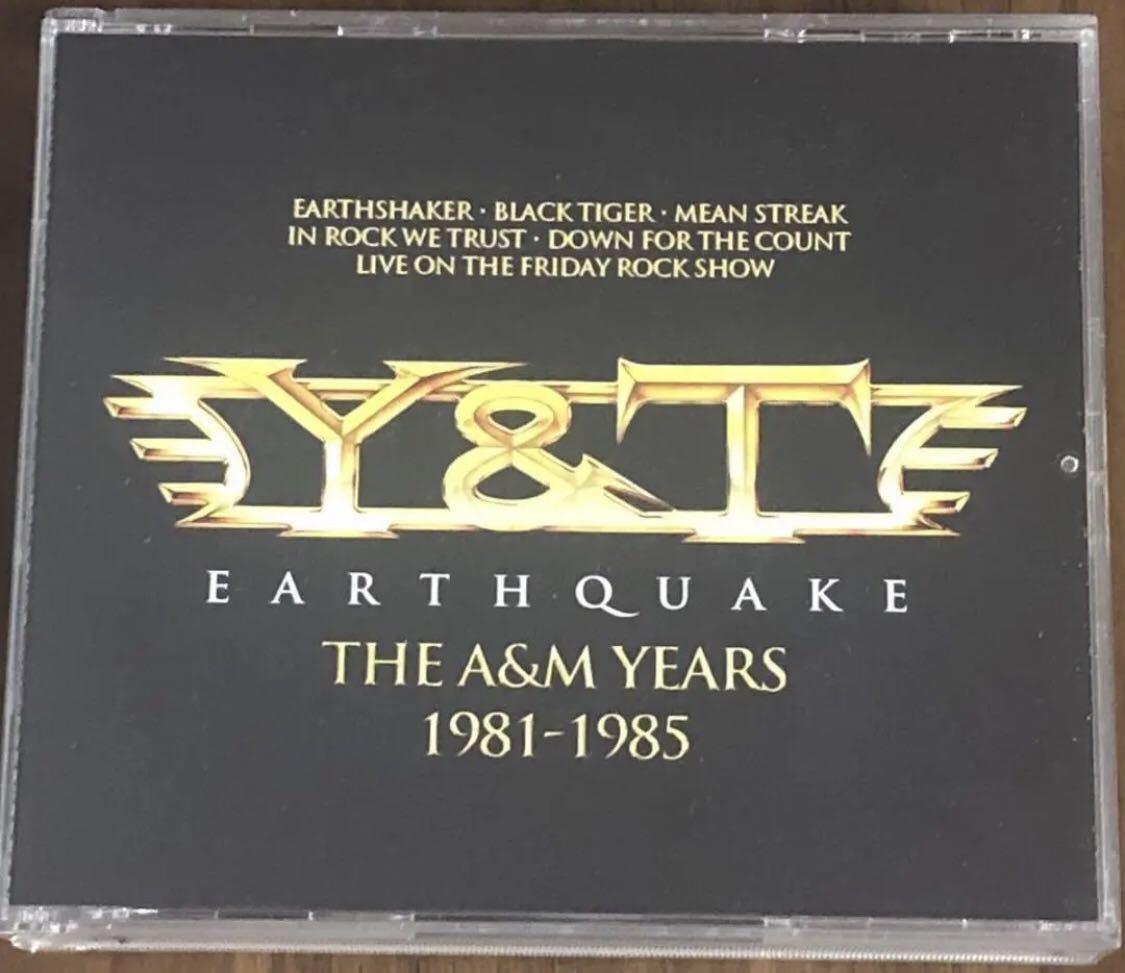 EARTHSHAKER · BLACK TIGER · MEAN STREAK
IN ROCK WE TRUST · DOWN FOR THE COUNT
LIVE ON THE FRIDAY ROCK SHOW
Y&T
EARTHQUAKE
THE A&M YEARS
1981-1985